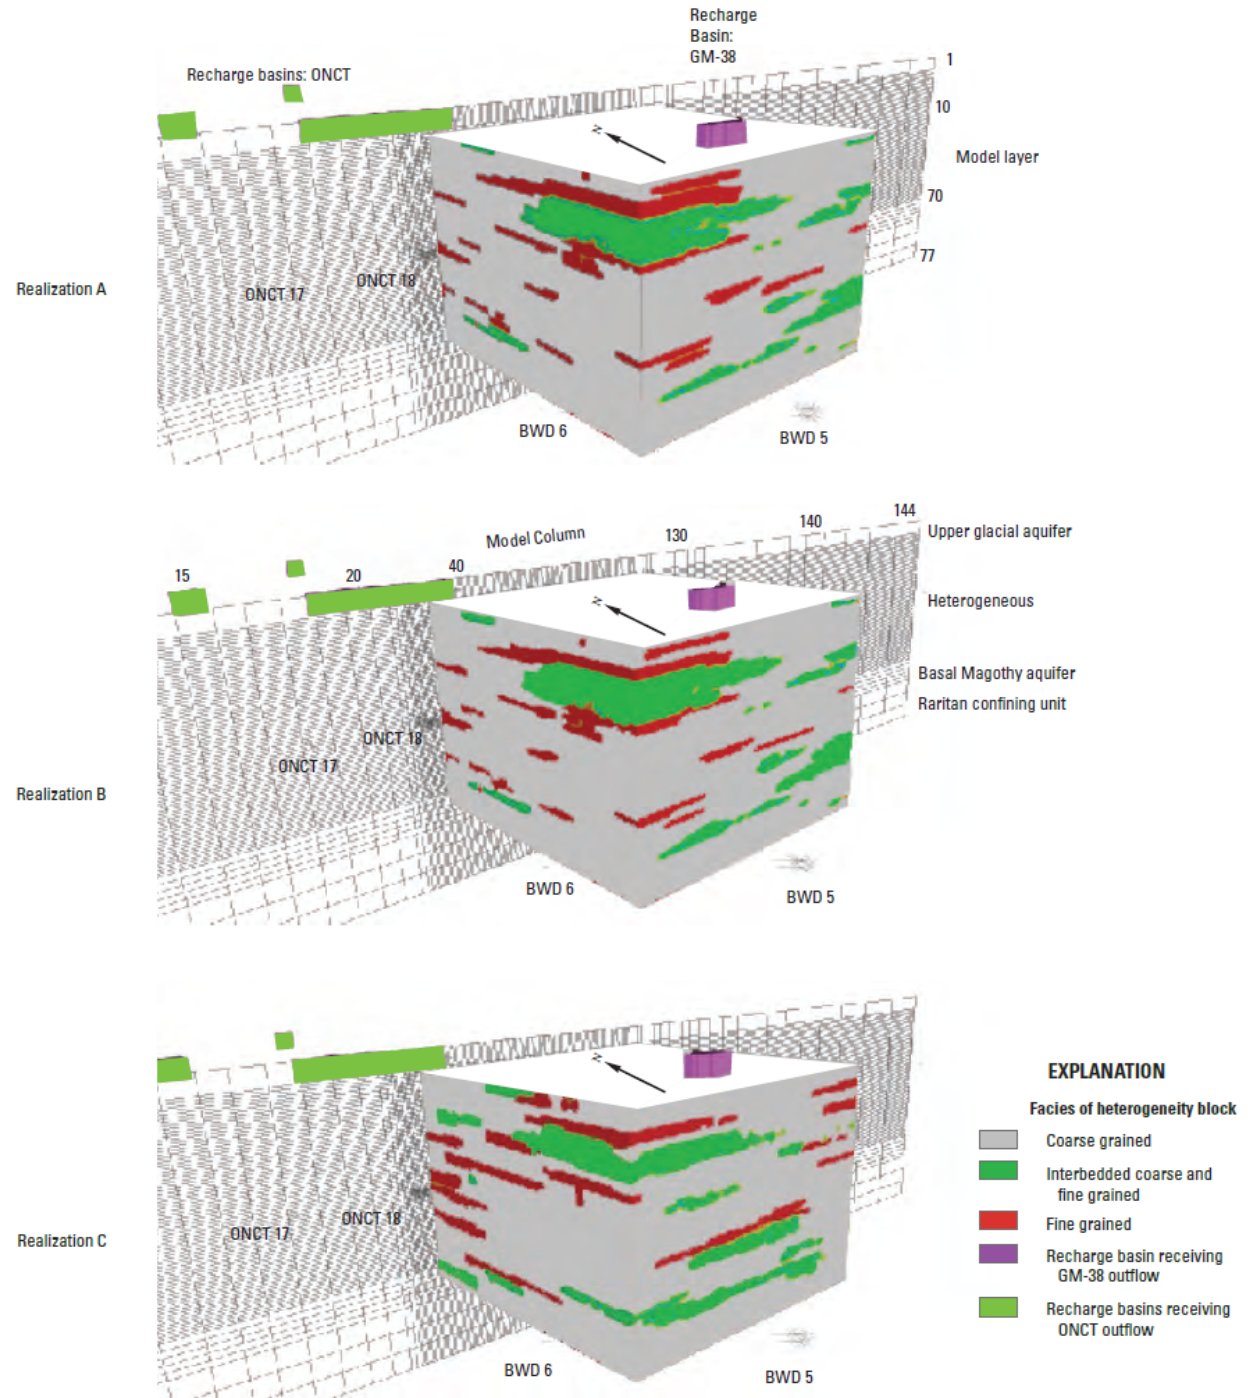 Recharge
Basin:
GM-38
Recharge basins: ONCT
1
10
N
Model layer
70
77
Realization A
ONCT 17
ONCT 18
BWD 6
BWD 5
Model Column
15
20
40
130
140
144
Upper glacial aquifer
N
Heterogeneous
Basal Magothy aquifer
Raritan confining unit
ONCT 18
ONCT 17
Realization B
BWD 6
BWD 5
N
EXPLANATION
Facies of heterogeneity block
Coarse grained
Interbedded coarse and
fine grained
Fine grained
Recharge basin receiving
GM-38 outflow
Recharge basins receiving
ONCT outflow
ONCT 18
ONCT 17
Realization C
BWD 6
BWD 5